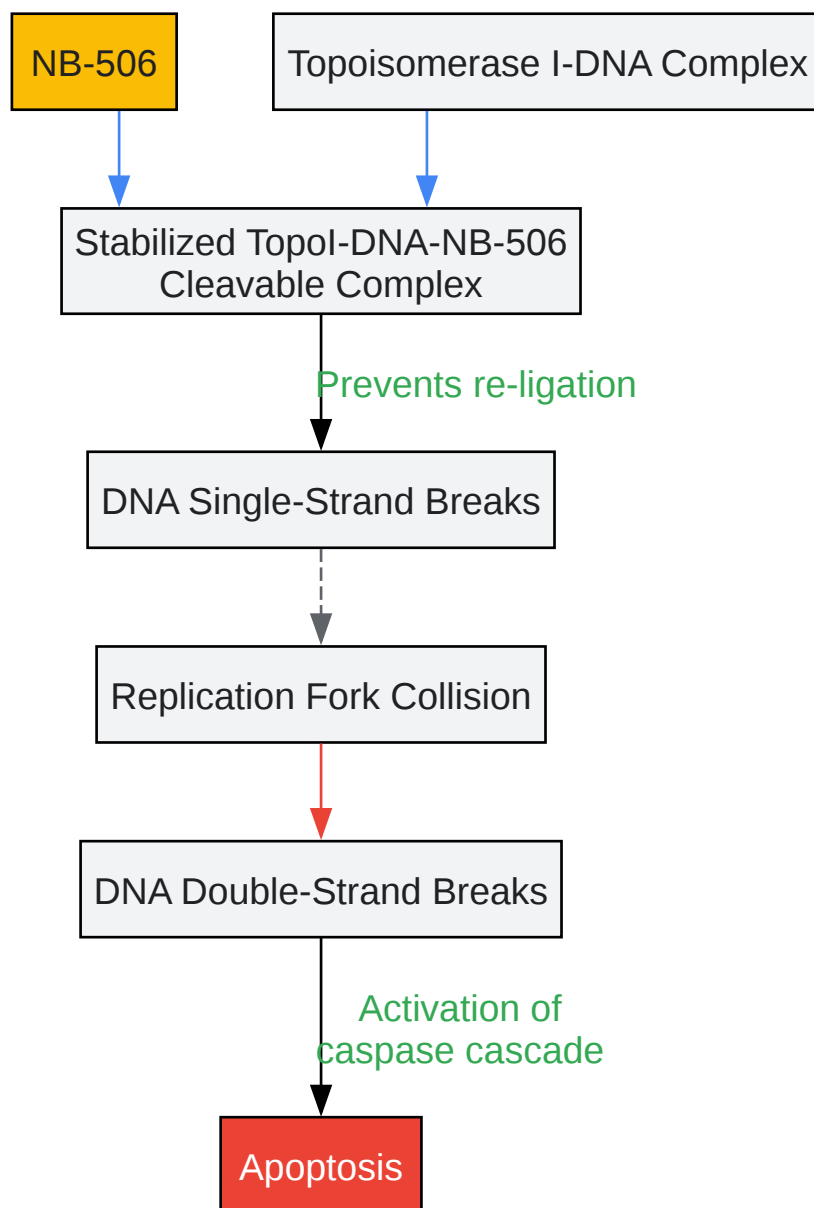 NB-506
Topoisomerase I-DNA Complex
Stabilized TopoI-DNA-NB-506
Cleavable Complex
Prevents re-ligation
DNA Single-Strand Breaks
Replication Fork Collision
DNA Double-Strand Breaks
Activation of
caspase cascade
Apoptosis